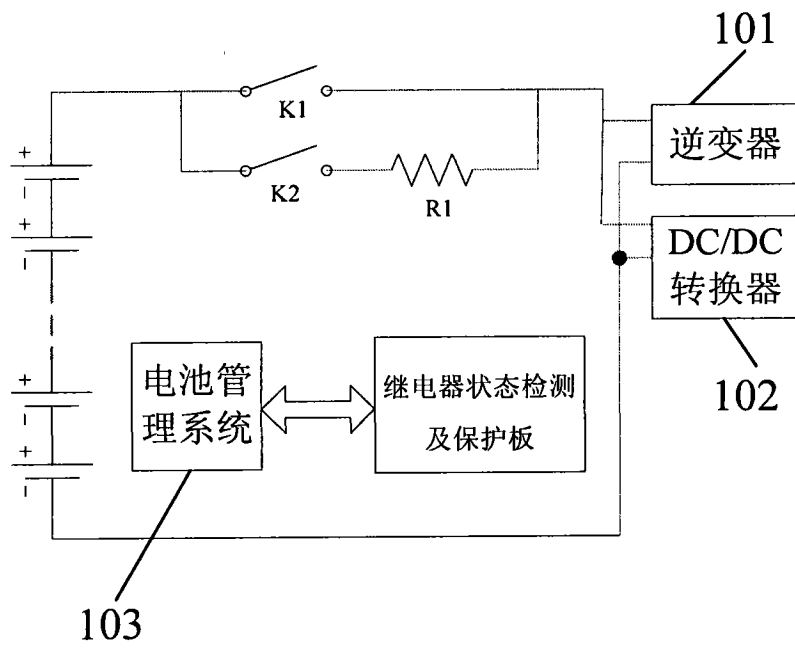 101
K1
逆变器
+
−
K2
R1
+
−
DC/DC
转换器
102
电池管
理系统
继电器状态检测
及保护板
+
−
+
−
103